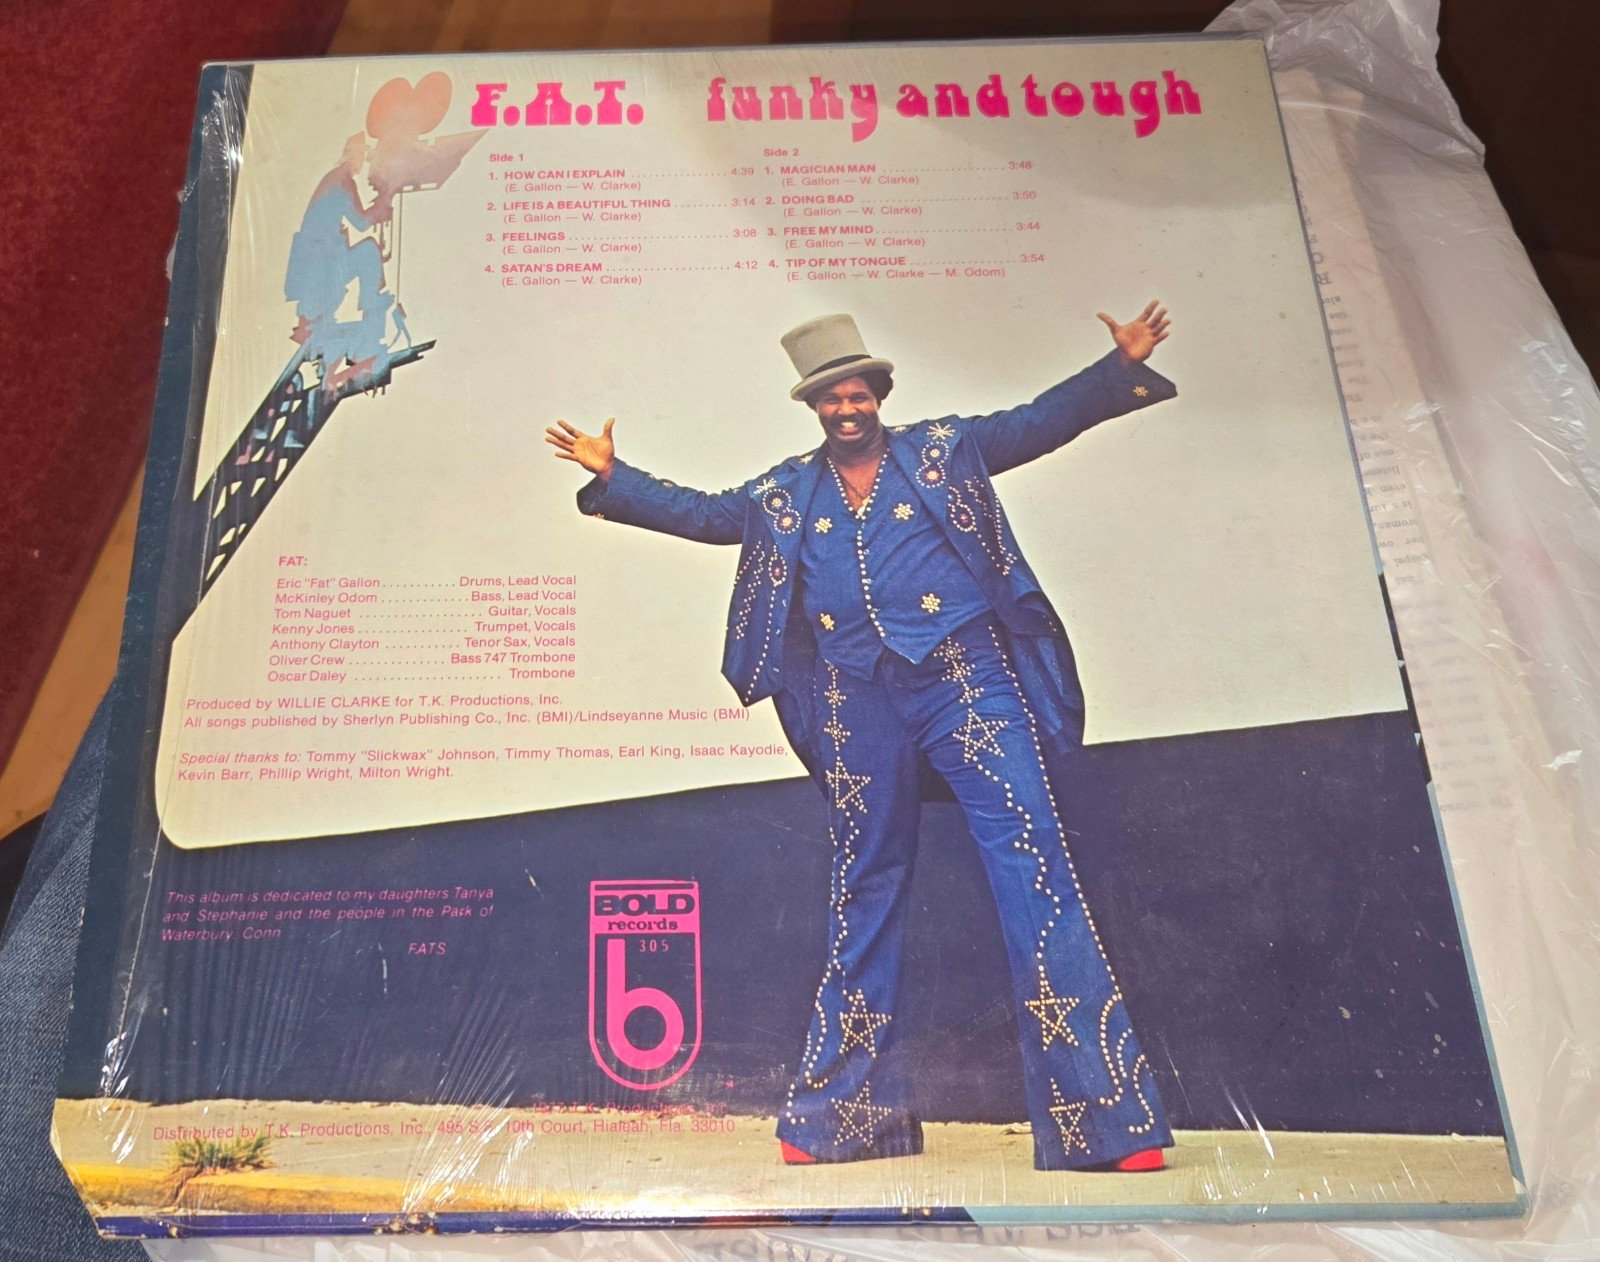 F.A.T. funky and tough
Side 1
1. HOW CAN I EXPLAIN ................ 4:39
(E. Gallon — W. Clarke)
2. LIFE IS A BEAUTIFUL THING ......... 3:14
(E. Gallon — W. Clarke)
3. FEELINGS .......................... 3:08
(E. Gallon — W. Clarke)
4. SATAN'S DREAM .................... 4:12
(E. Gallon — W. Clarke)
Side 2
1. MAGICIAN MAN .................... 3:48
(E. Gallon — W. Clarke)
2. DOING BAD ........................ 3:50
(E. Gallon — W. Clarke)
3. FREE MY MIND ...................... 3:44
(E. Gallon — W. Clarke)
4. TIP OF MY TONGUE .................. 3:54
(E. Gallon — W. Clarke — M. Odom)
FAT:
Eric "Fat" Gallon ........... Drums, Lead Vocal
McKinley Odom ............. Bass, Lead Vocal
Tom Naguet .................. Guitar, Vocals
Kenny Jones ................ Trumpet, Vocals
Anthony Clayton ........... Tenor Sax, Vocals
Oliver Crew .............. Bass 747 Trombone
Oscar Daley ..................... Trombone
Produced by WILLIE CLARKE for T.K. Productions, Inc.
All songs published by Sherlyn Publishing Co., Inc. (BMI)/Lindseyanne Music (BMI)
Special thanks to: Tommy "Slickwax" Johnson, Timmy Thomas, Earl King, Isaac Kayodie,
Kevin Barr, Phillip Wright, Milton Wright.
This album is dedicated to my daughters Tanya
and Stephanie and the people in the Park of
Waterbury, Conn
FATS
BOLD
records
305
b
1977 T.K. Productions, Inc.
Distributed by T.K. Productions, Inc., 495 S.E. 10th Court, Hialeah, Fla. 33010